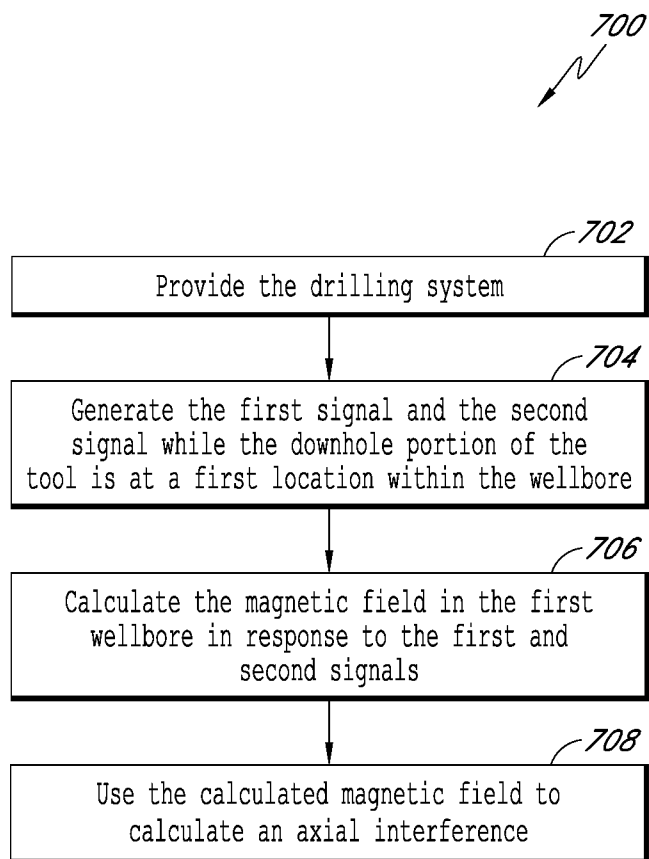 700
702
Provide the drilling system
704
Generate the first signal and the second
signal while the downhole portion of the
tool is at a first location within the wellbore
706
Calculate the magnetic field in the first
wellbore in response to the first and
second signals
708
Use the calculated magnetic field to
calculate an axial interference